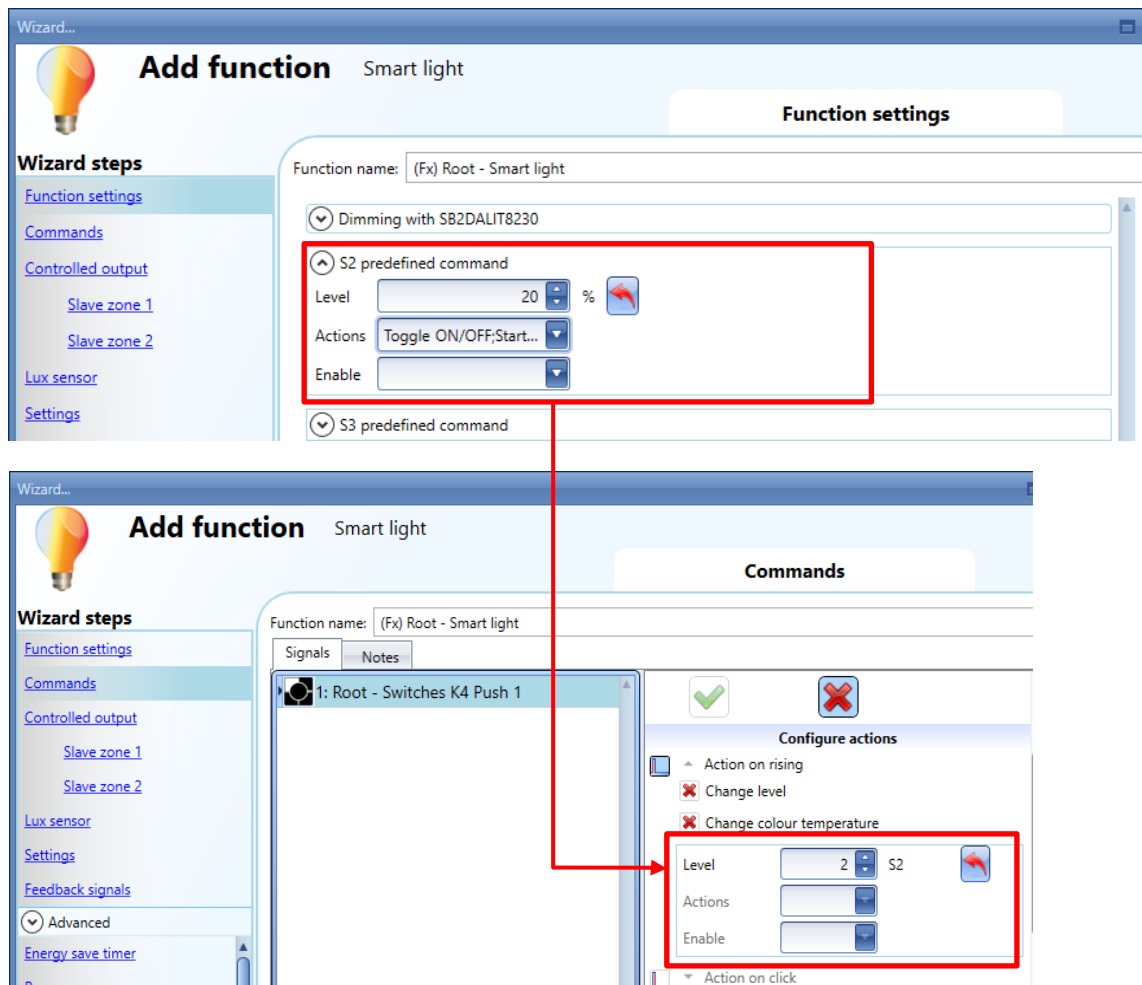 Wizard...
Add function Smart light
Function settings
Wizard steps
Function settings
Commands
Controlled output
Slave zone 1
Slave zone 2
Lux sensor
Settings
Function name: (Fx) Root - Smart light
Dimming with SB2DALIT8230
S2 predefined command
Level 20 %
Actions Toggle ON/OFF;Start...
Enable
S3 predefined command
Wizard...
Add function Smart light
Commands
Wizard steps
Function settings
Commands
Controlled output
Slave zone 1
Slave zone 2
Lux sensor
Settings
Feedback signals
Advanced
Energy save timer
Function name: (Fx) Root - Smart light
Signals Notes
1: Root - Switches K4 Push 1
Configure actions
Action on rising
Change level
Change colour temperature
Level 2 S2
Actions
Enable
Action on click